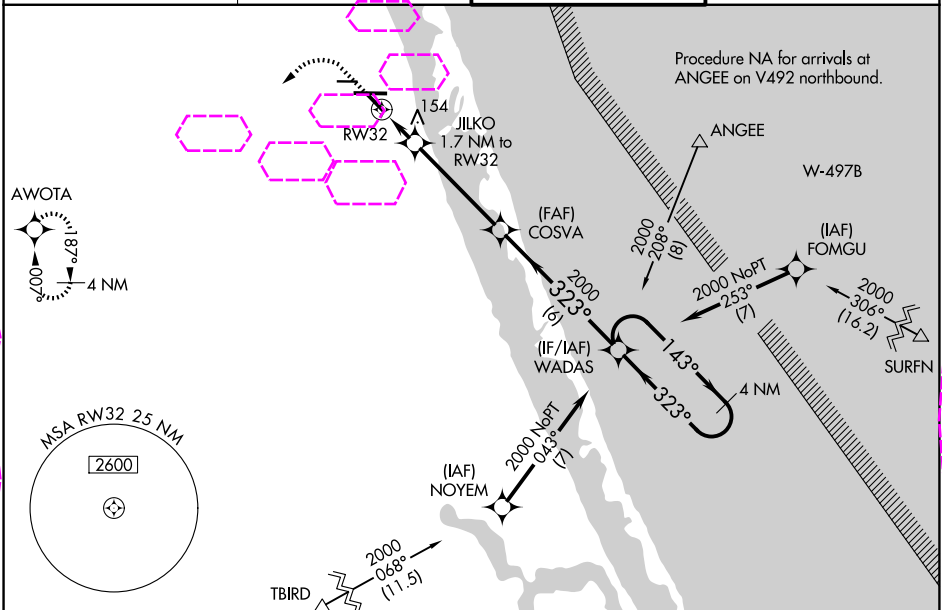 Procedure NA for arrivals at
ANGEE on V492 northbound.
154
JILKO
1.7 NM to
RW32
RW32
ANGEE
W-497B
AWOTA
187°
007°
4 NM
(FAF)
COSVA
2000
208°
(8)
(IAF)
FOMGU
2000 NoPT
253°
(7)
2000
306°
(16.2)
SURFN
2000
323°
(6)
(IF/IAF)
WADAS
143°
323°
4 NM
MSA RW32 25 NM
2600
2000 NoPT
043°
(7)
(IAF)
NOYEM
2000
068°
(11.5)
TBIRD